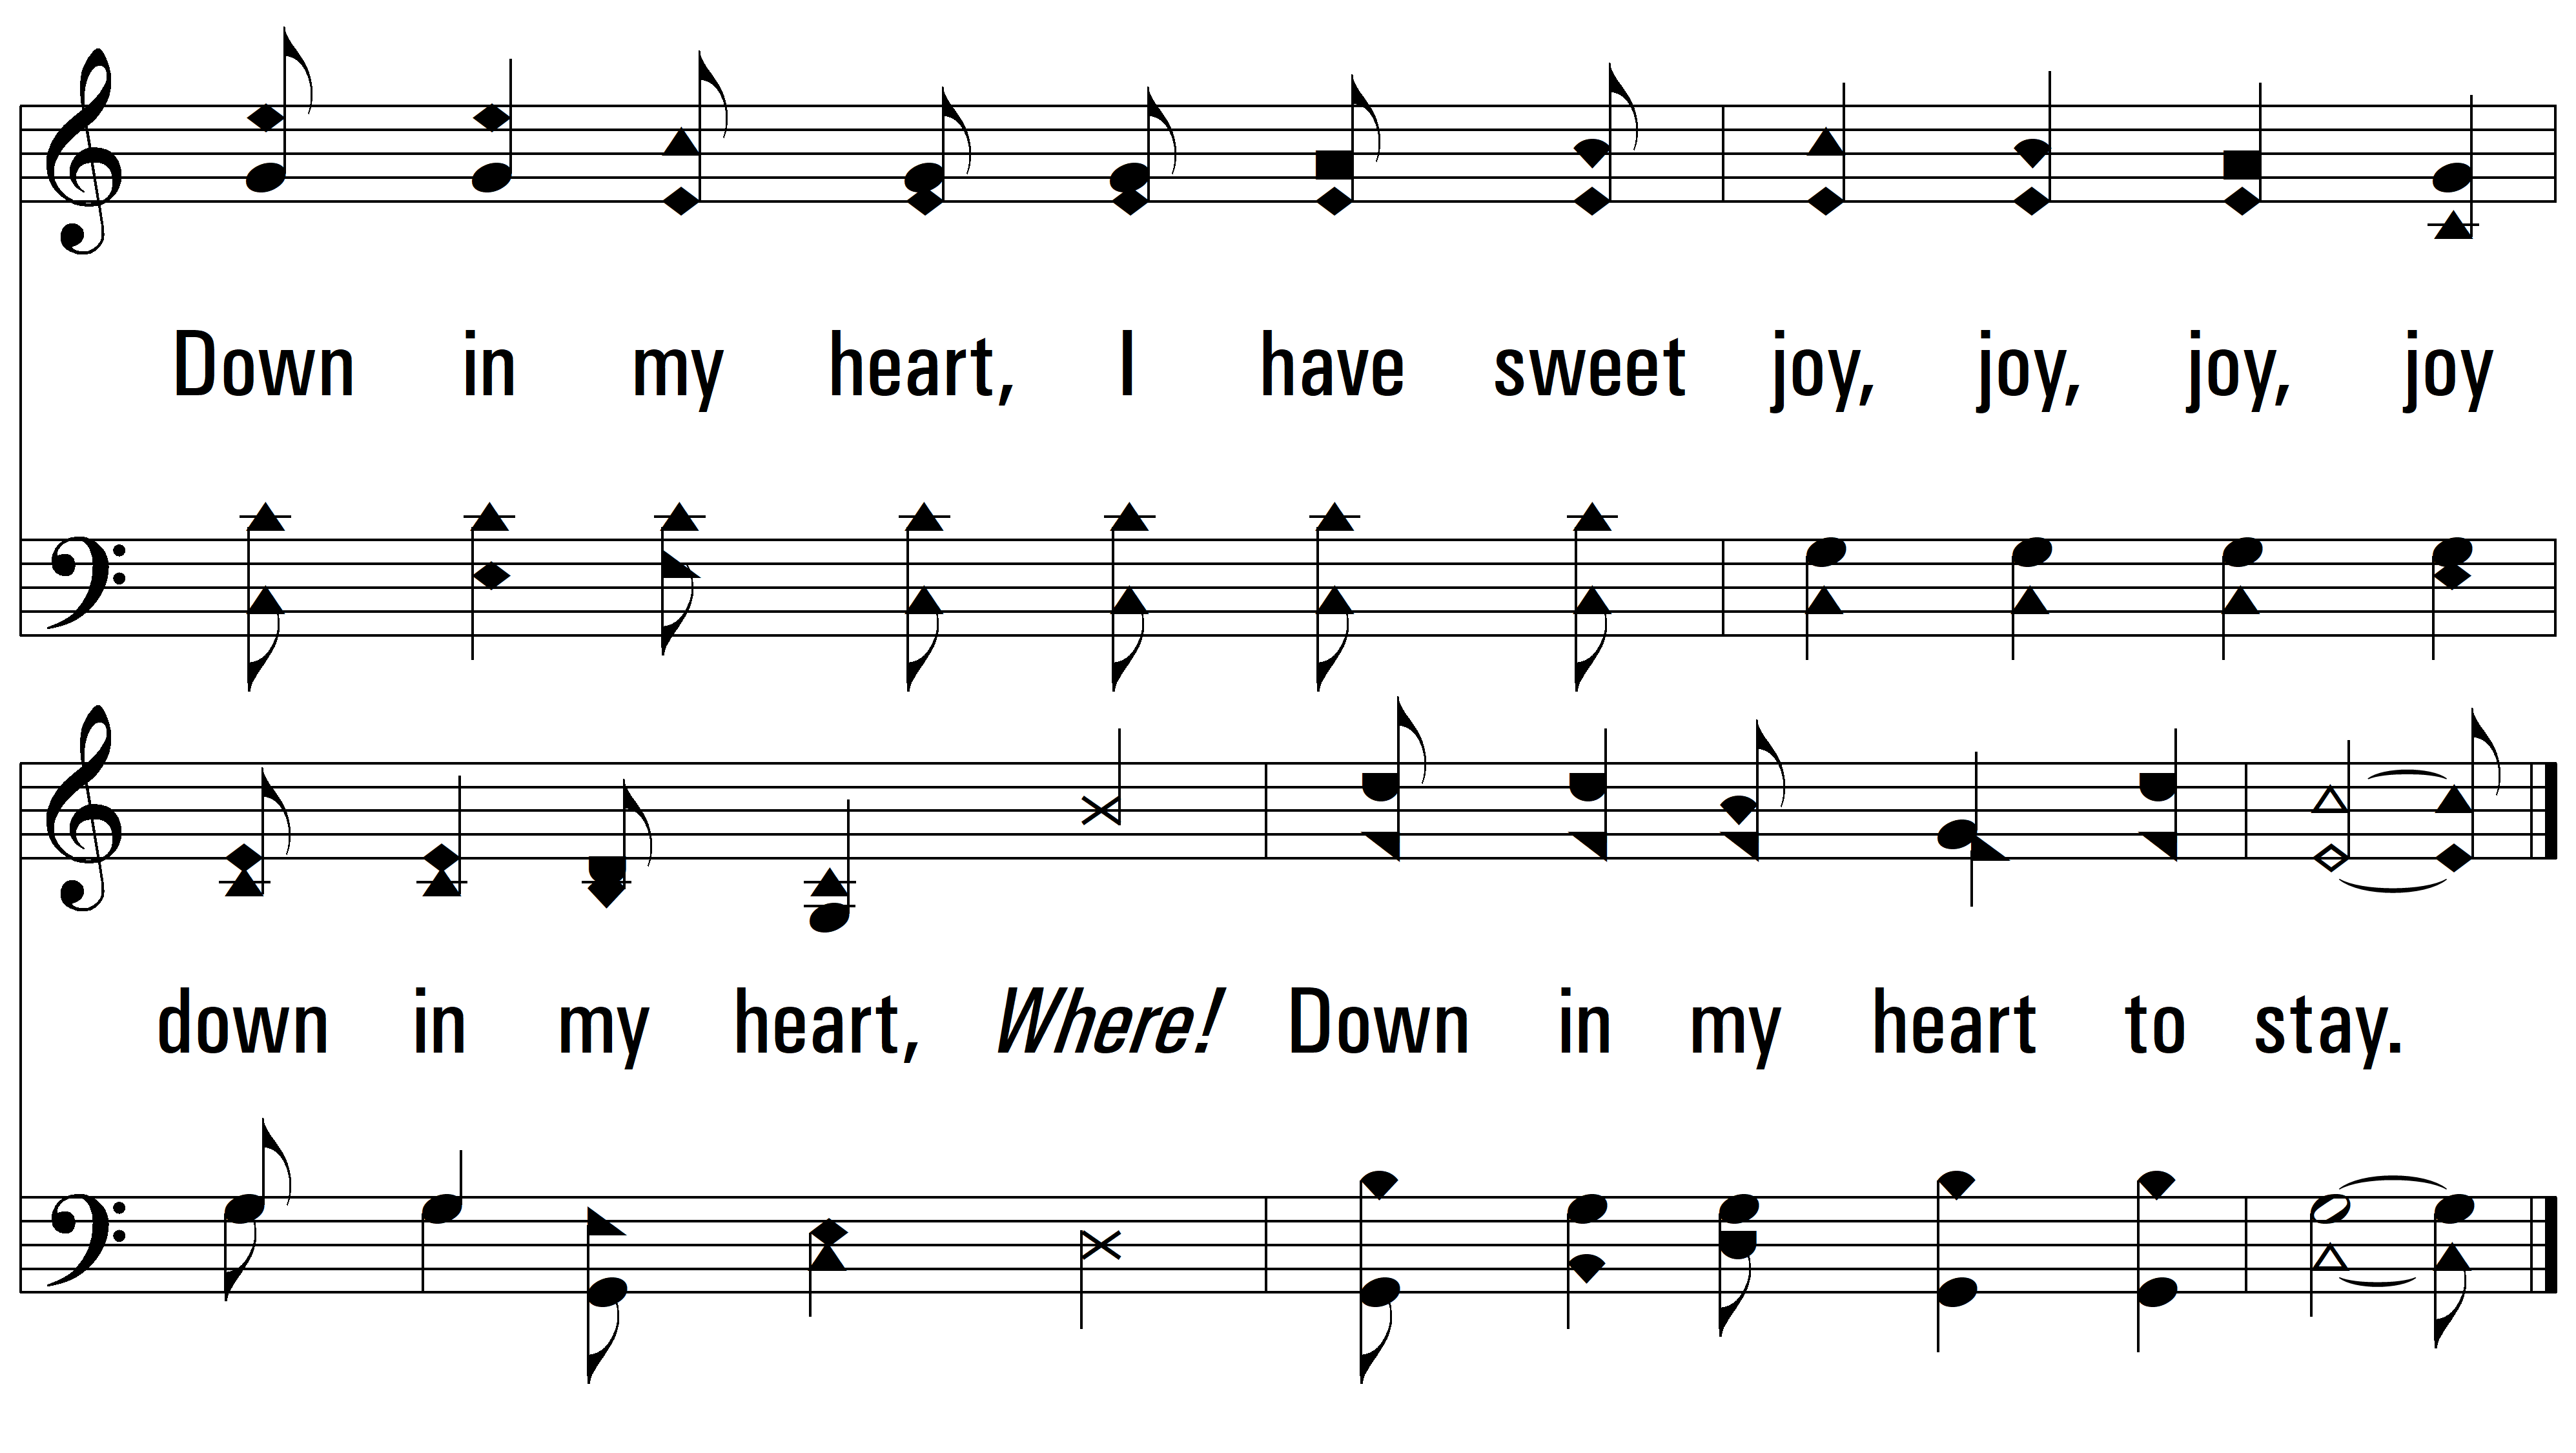 Down in my heart, I have sweet joy, joy, joy, joy
down in my heart, Where! Down in my heart to stay.